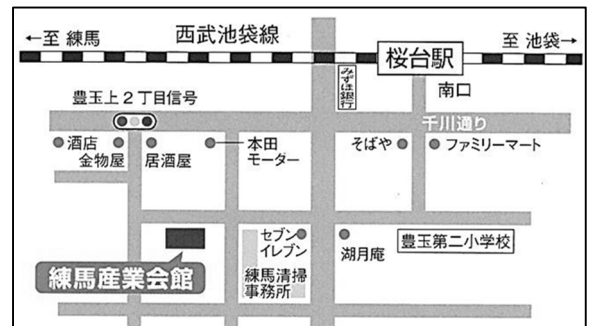 ←至 練馬
西武池袋線
桜台駅
至 池袋→
みずほ銀行
南口
豊玉上2丁目信号
千川通り
酒店
金物屋
居酒屋
本田
モーター
そばや
ファミリーマート
セブン
イレブン
湖月庵
豊玉第二小学校
練馬産業会館
練馬清掃
事務所